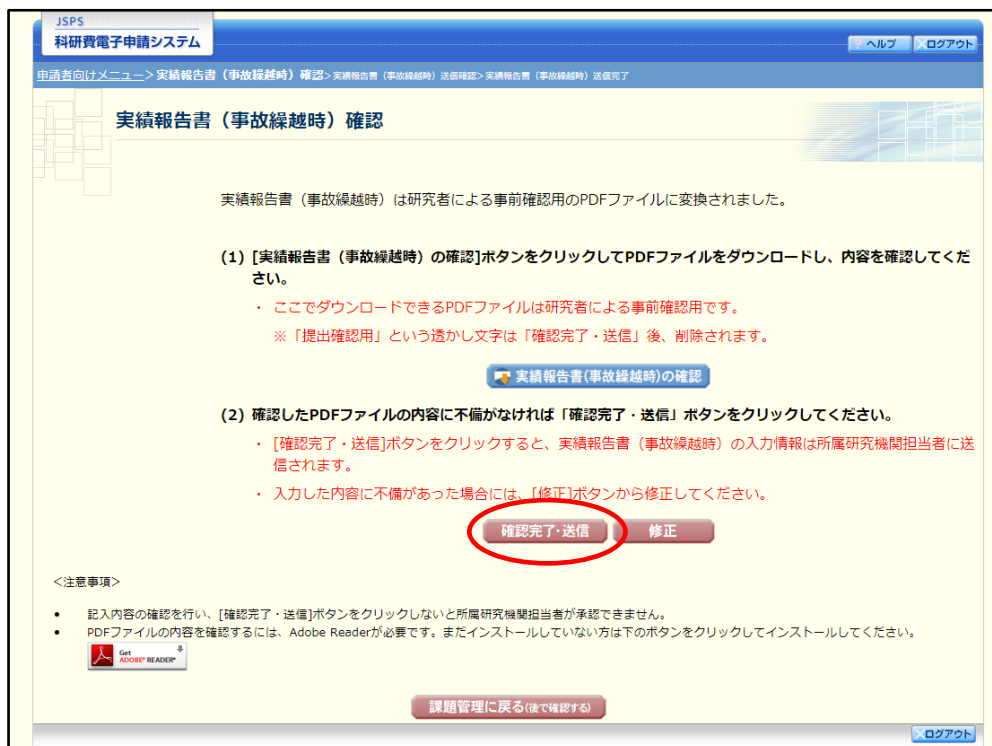 JSPS
科研費電子申請システム
? ヘルプ
×ログアウト
申請者向けメニュー＞実績報告書（事故繰越時）確認>実績報告書（事故繰越時）送信確認>実績報告書（事故繰越時）送信完了
実績報告書（事故繰越時）確認
実績報告書（事故繰越時）は研究者による事前確認用のPDFファイルに変換されました。
(1) [実績報告書（事故繰越時）の確認]ボタンをクリックしてPDFファイルをダウンロードし、内容を確認してくだ
さい。
・ ここでダウンロードできるPDFファイルは研究者による事前確認用です。
※「提出確認用」という透かし文字は「確認完了・送信」後、削除されます。
実績報告書(事故繰越時)の確認
(2) 確認したPDFファイルの内容に不備がなければ「確認完了・送信」ボタンをクリックしてください。
・ [確認完了・送信]ボタンをクリックすると、実績報告書（事故繰越時）の入力情報は所属研究機関担当者に送
信されます。
・ 入力した内容に不備があった場合には、[修正]ボタンから修正してください。
確認完了･送信
修正
<注意事項>
• 記入内容の確認を行い、[確認完了・送信]ボタンをクリックしないと所属研究機関担当者が承認できません。
• PDFファイルの内容を確認するには、Adobe Readerが必要です。まだインストールしていない方は下のボタンをクリックしてインストールしてください。
Get
ADOBE® READER®
課題管理に戻る(後で確認する)
×ログアウト